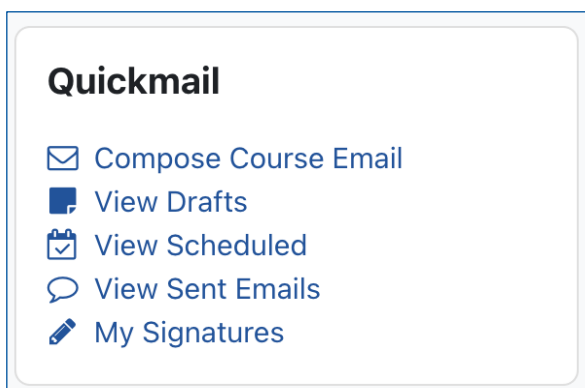 Quickmail
Compose Course Email
View Drafts
View Scheduled
View Sent Emails
My Signatures